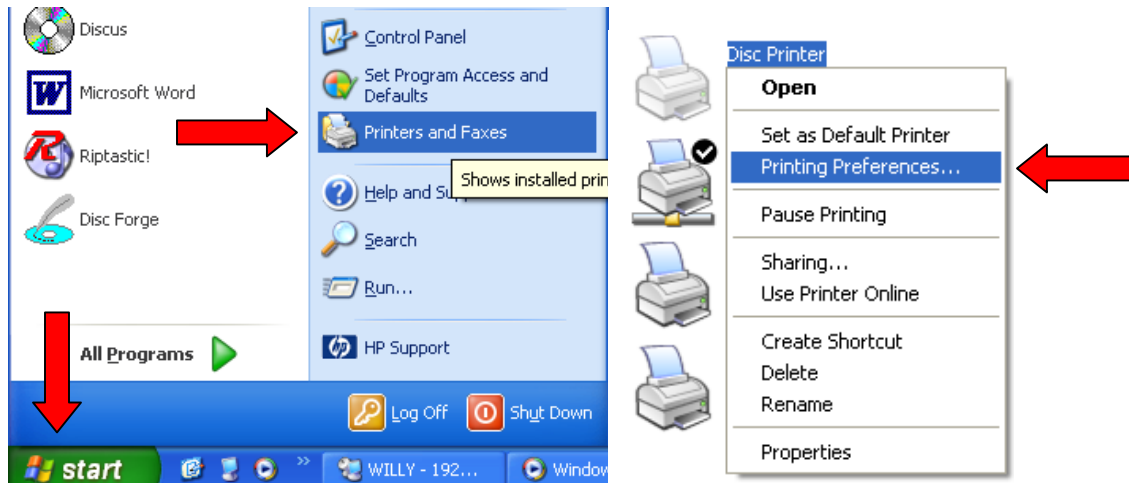 Discus
Microsoft Word
Riptastic!
Disc Forge
All Programs
Control Panel
Set Program Access and
Defaults
Printers and Faxes
Shows installed prin
Help and Su
Search
Run...
HP Support
Log Off
Shut Down
start
WILLY - 192...
Window
Disc Printer
Open
Set as Default Printer
Printing Preferences...
Pause Printing
Sharing...
Use Printer Online
Create Shortcut
Delete
Rename
Properties